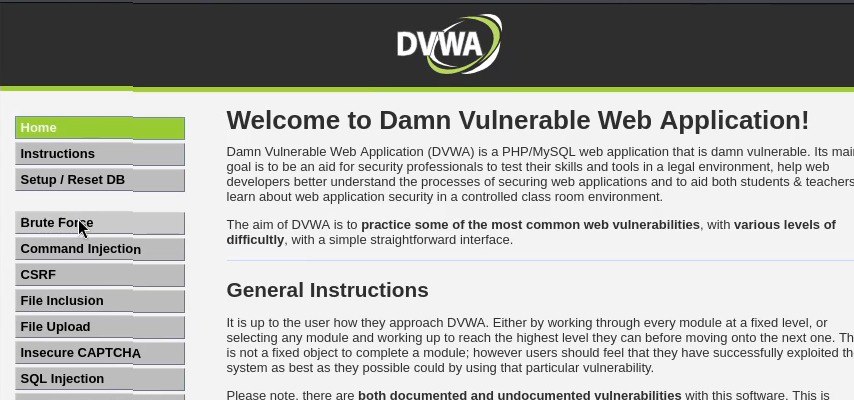 DVWA
Home
Instructions
Setup / Reset DB
Brute Force
Command Injection
CSRF
File Inclusion
File Upload
Insecure CAPTCHA
SQL Injection
Welcome to Damn Vulnerable Web Application!
Damn Vulnerable Web Application (DVWA) is a PHP/MySQL web application that is damn vulnerable. Its
goal is to be an aid for security professionals to test their skills and tools in a legal environment, help web
developers better understand the processes of securing web applications and to aid both students & teachers
learn about web application security in a controlled class room environment.
The aim of DVWA is to practice some of the most common web vulnerabilities, with various levels of
difficultly, with a simple straightforward interface.
General Instructions
It is up to the user how they approach DVWA. Either by working through every module at a fixed level, or
selecting any module and working up to reach the highest level they can before moving onto the next one.
is not a fixed object to complete a module; however users should feel that they have successfully exploited
system as best as they possible could by using that particular vulnerability.
Please note, there are both documented and undocumented vulnerabilities with this software. This is